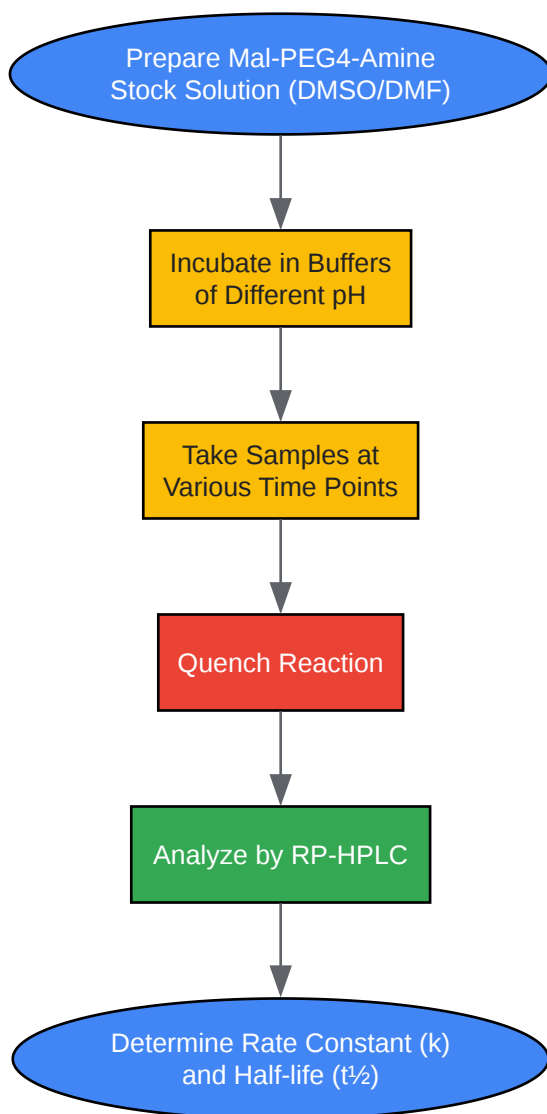 Prepare Mal-PEG4-Amine
Stock Solution (DMSO/DMF)
Incubate in Buffers
of Different pH
Take Samples at
Various Time Points
Quench Reaction
Analyze by RP-HPLC
Determine Rate Constant (k)
and Half-life (t½)